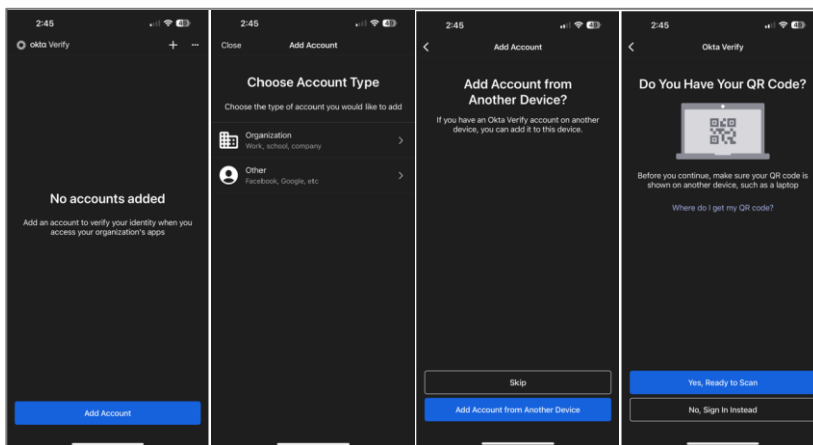 2:45
okta Verify
No accounts added
Add an account to verify your identity when you
access your organization's apps
Add Account
2:45
Close
Add Account
Choose Account Type
Choose the type of account you would like to add
Organization
Work, school, company
Other
Facebook, Google, etc
2:45
Add Account
Add Account from
Another Device?
If you have an Okta Verify account on another
device, you can add it to this device.
Skip
Add Account from Another Device
2:45
Okta Verify
Do You Have Your QR Code?
Before you continue, make sure your QR code is
shown on another device, such as a laptop
Where do I get my QR code?
Yes, Ready to Scan
No, Sign In Instead